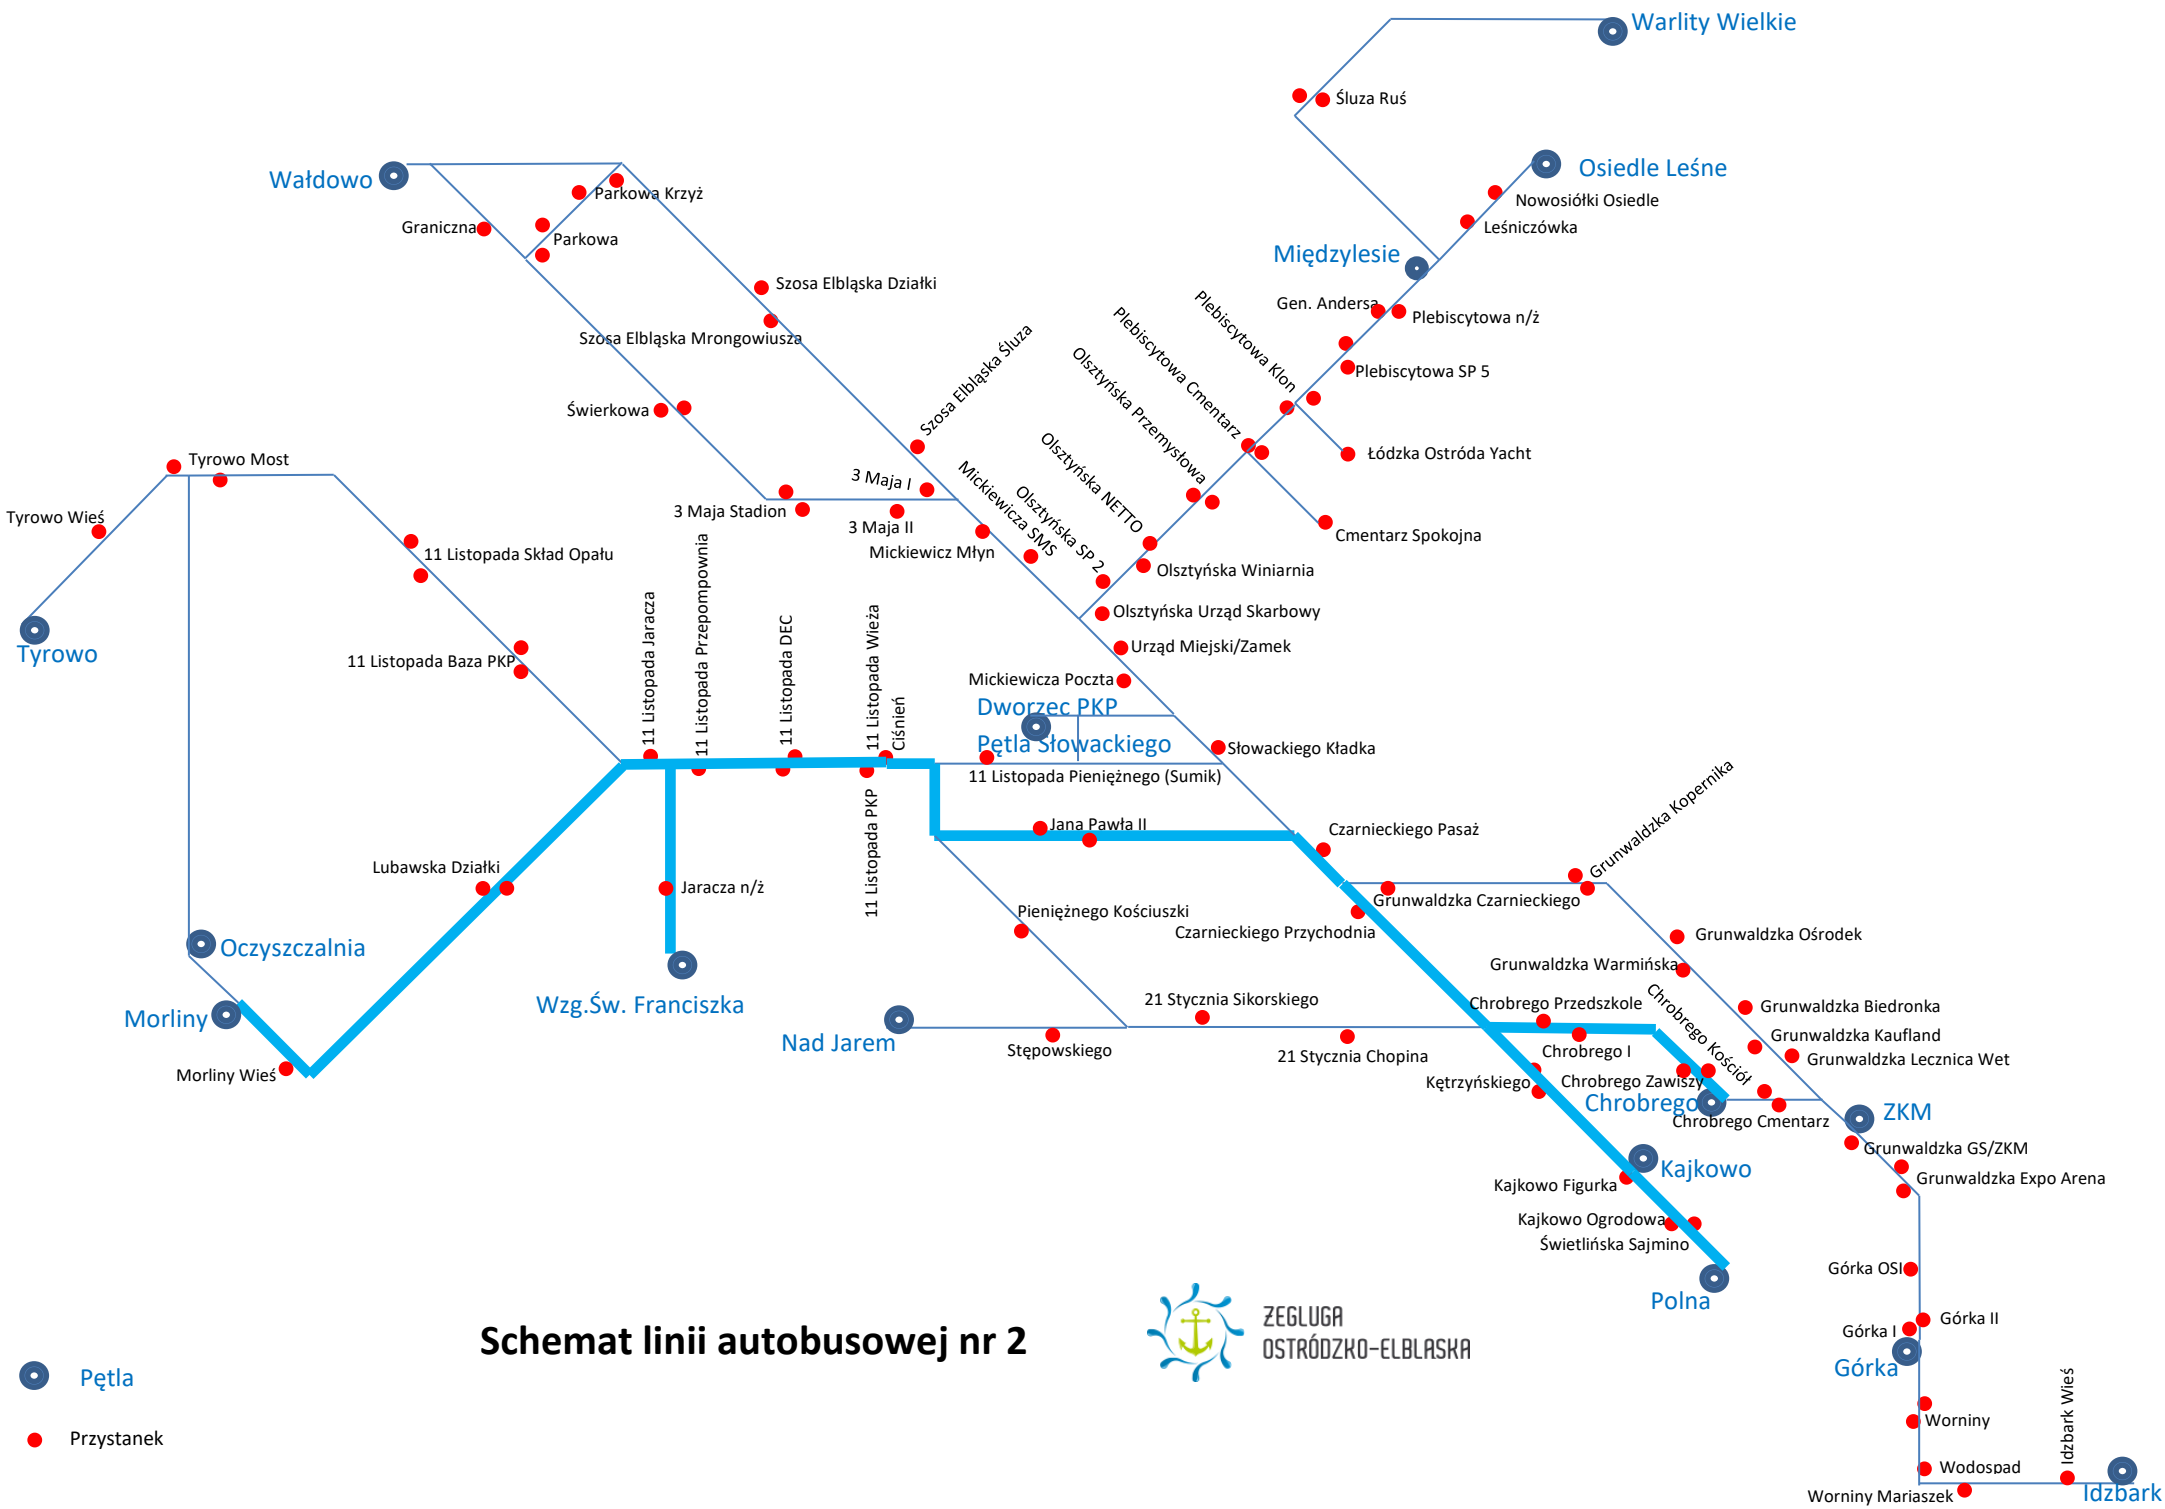 Warlity Wielkie
Śluza Ruś
Osiedle Leśne
Wałdowo
Parkowa Krzyż
Nowosiółki Osiedle
Graniczna
Parkowa
Leśniczówka
Międzylesie
Szosa Elbląska Działki
Gen. Andersa
Plebiscytowa n/ż
Szosa Elbląska Mrongowiusza
Plebiscytowa Klon
Plebiscytowa Cmentarz
Plebiscytowa SP 5
Szosa Elbląska Śluza
Olsztyńska Przemysłowa
Świerkowa
Olsztyńska NETTO
Łódzka Ostróda Yacht
Tyrowo Most
3 Maja I
Mickiewicza SMS
Olsztyńska SP 2
Tyrowo Wieś
3 Maja Stadion
3 Maja II
Cmentarz Spokojna
Mickiewicz Młyn
11 Listopada Skład Opału
Olsztyńska Winiarnia
Olsztyńska Urząd Skarbowy
Tyrowo
11 Listopada Baza PKP
11 Listopada Jaracza
11 Listopada Przepompownia
11 Listopada DEC
11 Listopada Wieża
Ciśnień
Urząd Miejski/Zamek
Mickiewicza Poczta
Dworzec PKP
Pętla Słowackiego
Słowackiego Kładka
11 Listopada Pieniężnego (Sumik)
11 Listopada PKP
Jana Pawła II
Czarnieckiego Pasaż
Grunwaldzka Kopernika
Lubawska Działki
Jaracza n/ż
Grunwaldzka Czarnieckiego
Pieniężnego Kościuszki
Czarnieckiego Przychodnia
Grunwaldzka Ośrodek
Oczyszczalnia
Grunwaldzka Warmińska
Wzg.Św. Franciszka
21 Stycznia Sikorskiego
Chrobrego Przedszkole
Chrobrego Kościół
Grunwaldzka Biedronka
Morliny
Nad Jarem
Stępowskiego
21 Stycznia Chopina
Chrobrego I
Grunwaldzka Kaufland
Grunwaldzka Lecznica Wet
Morliny Wieś
Kętrzyńskiego
Chrobrego Zawiszy
Chrobrego
Chrobrego Cmentarz
ZKM
Grunwaldzka GS/ZKM
Kajkowo
Kajkowo Figurka
Grunwaldzka Expo Arena
Kajkowo Ogrodowa
Świetlińska Sajmino
Górka OSI
Polna
Górka II
Górka I
Schemat linii autobusowej nr 2
ŻEGLUGA
OSTRÓDZKO-ELBLĄSKA
Górka
Pętla
Worniny
Przystanek
Idzbark Wieś
Wodospad
Worniny Mariaszek
Idzbark